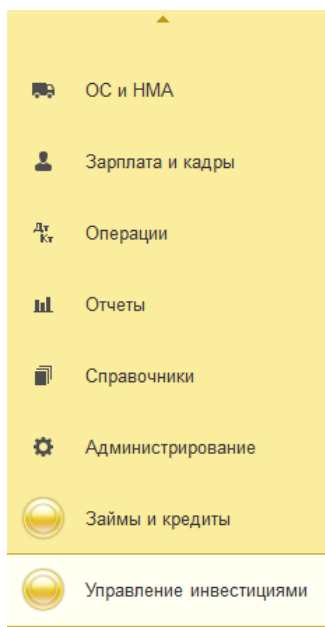 ОС и НМА
Зарплата и кадры
Дт
Кт
Операции
Отчеты
Справочники
Администрирование
Займы и кредиты
Управление инвестициями